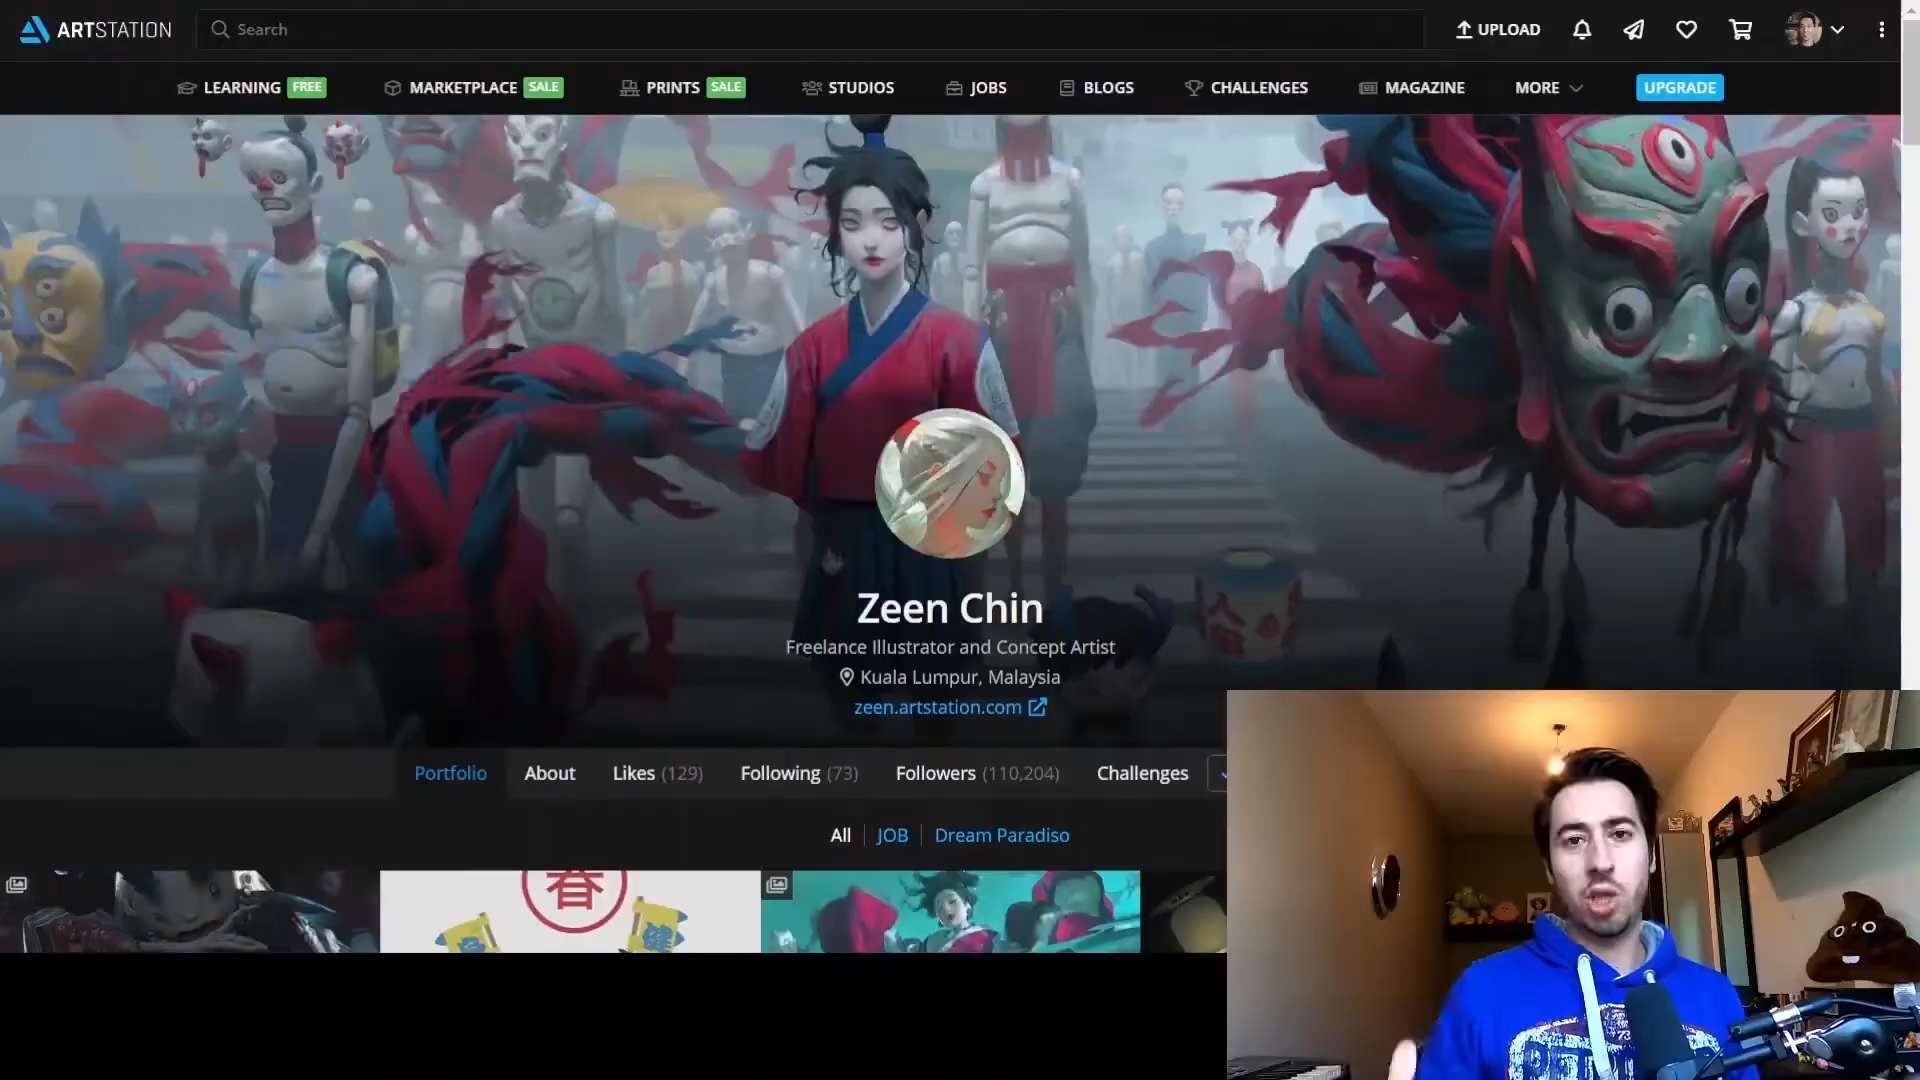 ARTSTATION
Search
UPLOAD
LEARNING FREE
MARKETPLACE SALE
PRINTS SALE
STUDIOS
JOBS
BLOGS
CHALLENGES
MAGAZINE
MORE
UPGRADE
Zeen Chin
Freelance Illustrator and Concept Artist
Kuala Lumpur, Malaysia
zeen.artstation.com
Portfolio
About
Likes (129)
Following (73)
Followers (110,204)
Challenges
All
JOB
Dream Paradiso
春